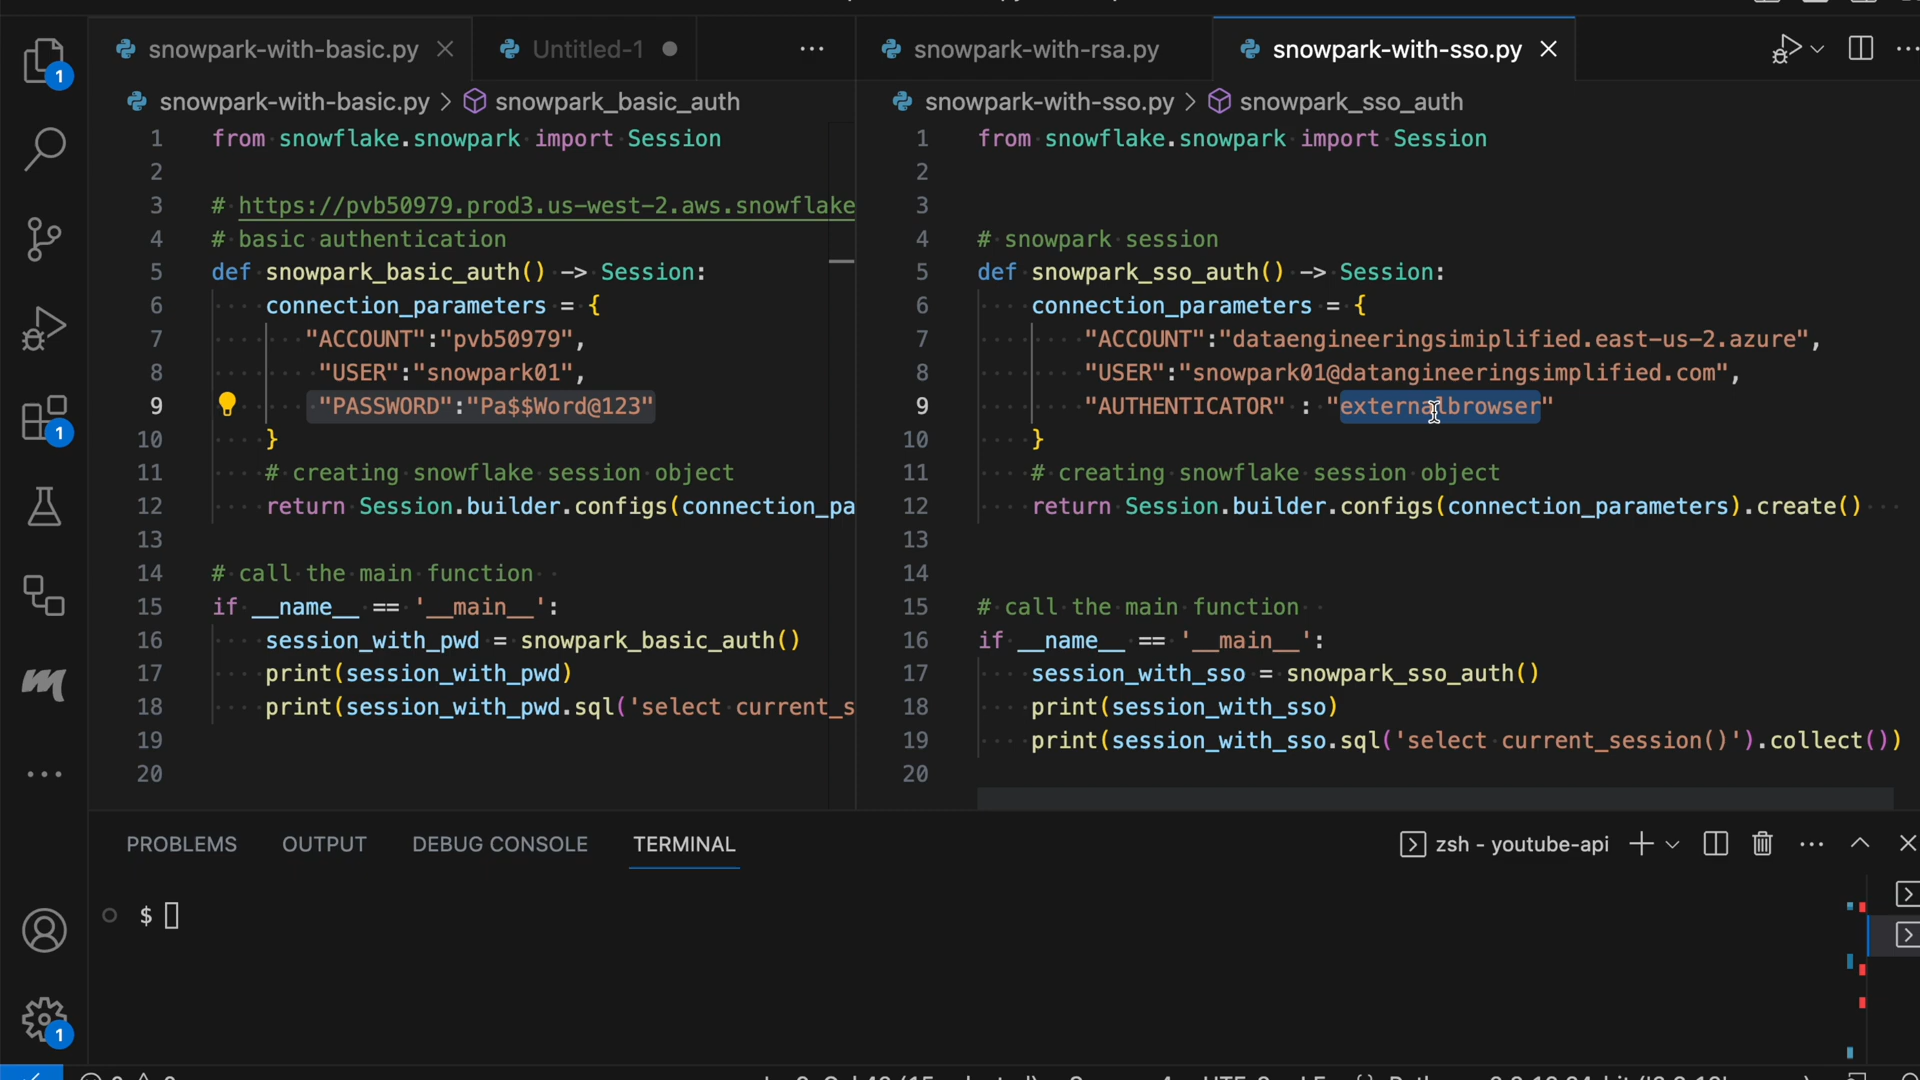 snowpark-with-basic.py
Untitled-1
snowpark-with-basic.py > snowpark_basic_auth
1 from snowflake.snowpark import Session
2
3 # https://pvb50979.prod3.us-west-2.aws.snowflake
4 # basic authentication
5 def snowpark_basic_auth() -> Session:
6 connection_parameters = {
7 "ACCOUNT":"pvb50979",
8 "USER":"snowpark01",
9 "PASSWORD":"Pa$$Word@123"
10 }
11 # creating snowflake session object
12 return Session.builder.configs(connection_pa
13
14 # call the main function
15 if __name__ == '__main__':
16 session_with_pwd = snowpark_basic_auth()
17 print(session_with_pwd)
18 print(session_with_pwd.sql('select current_s
19
20
snowpark-with-rsa.py
snowpark-with-sso.py
snowpark-with-sso.py > snowpark_sso_auth
1 from snowflake.snowpark import Session
2
3
4 # snowpark session
5 def snowpark_sso_auth() -> Session:
6 connection_parameters = {
7 "ACCOUNT":"dataengineeringsimiplified.east-us-2.azure",
8 "USER":"snowpark01@datangineeringsimplified.com",
9 "AUTHENTICATOR" : "externalbrowser"
10 }
11 # creating snowflake session object
12 return Session.builder.configs(connection_parameters).create()
13
14
15 # call the main function
16 if __name__ == '__main__':
17 session_with_sso = snowpark_sso_auth()
18 print(session_with_sso)
19 print(session_with_sso.sql('select current_session()').collect())
20
1
1
1
PROBLEMS OUTPUT DEBUG CONSOLE TERMINAL
zsh - youtube-api
$